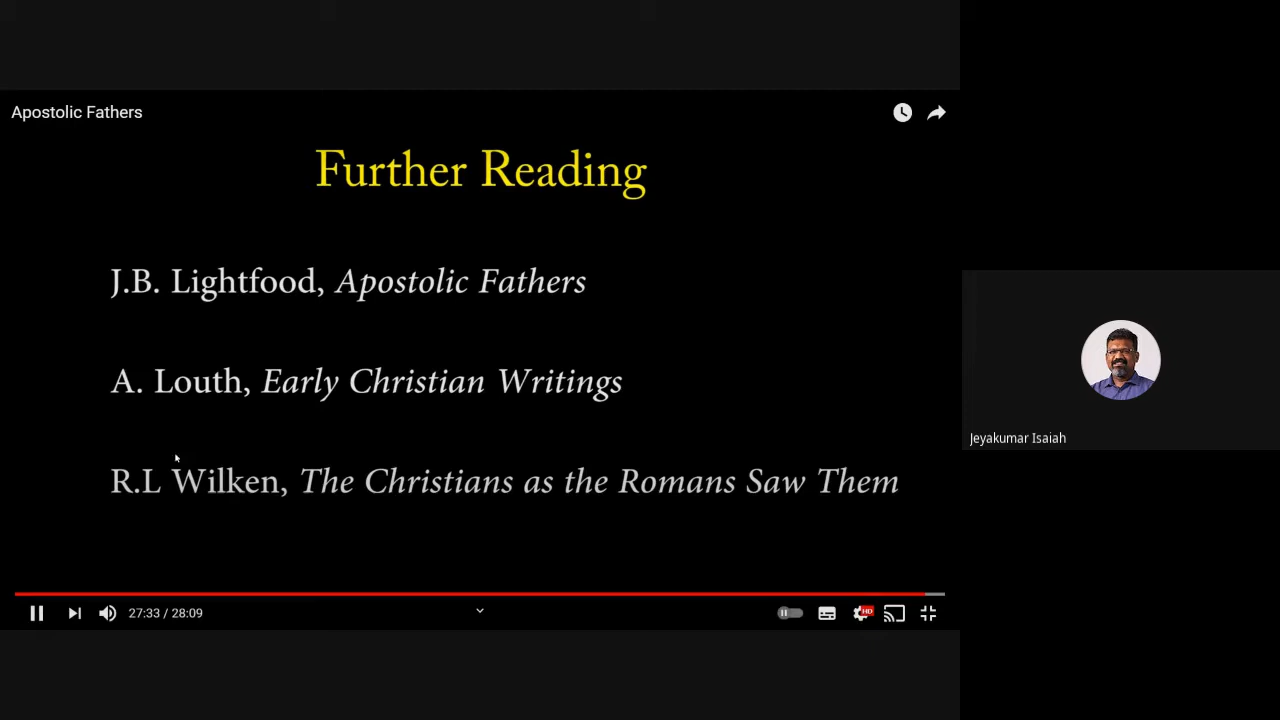 Apostolic Fathers
Further Reading
J.B. Lightfood, Apostolic Fathers
A. Louth, Early Christian Writings
R.L Wilken, The Christians as the Romans Saw Them
Jeyakumar Isaiah
27:33 / 28:09
HD